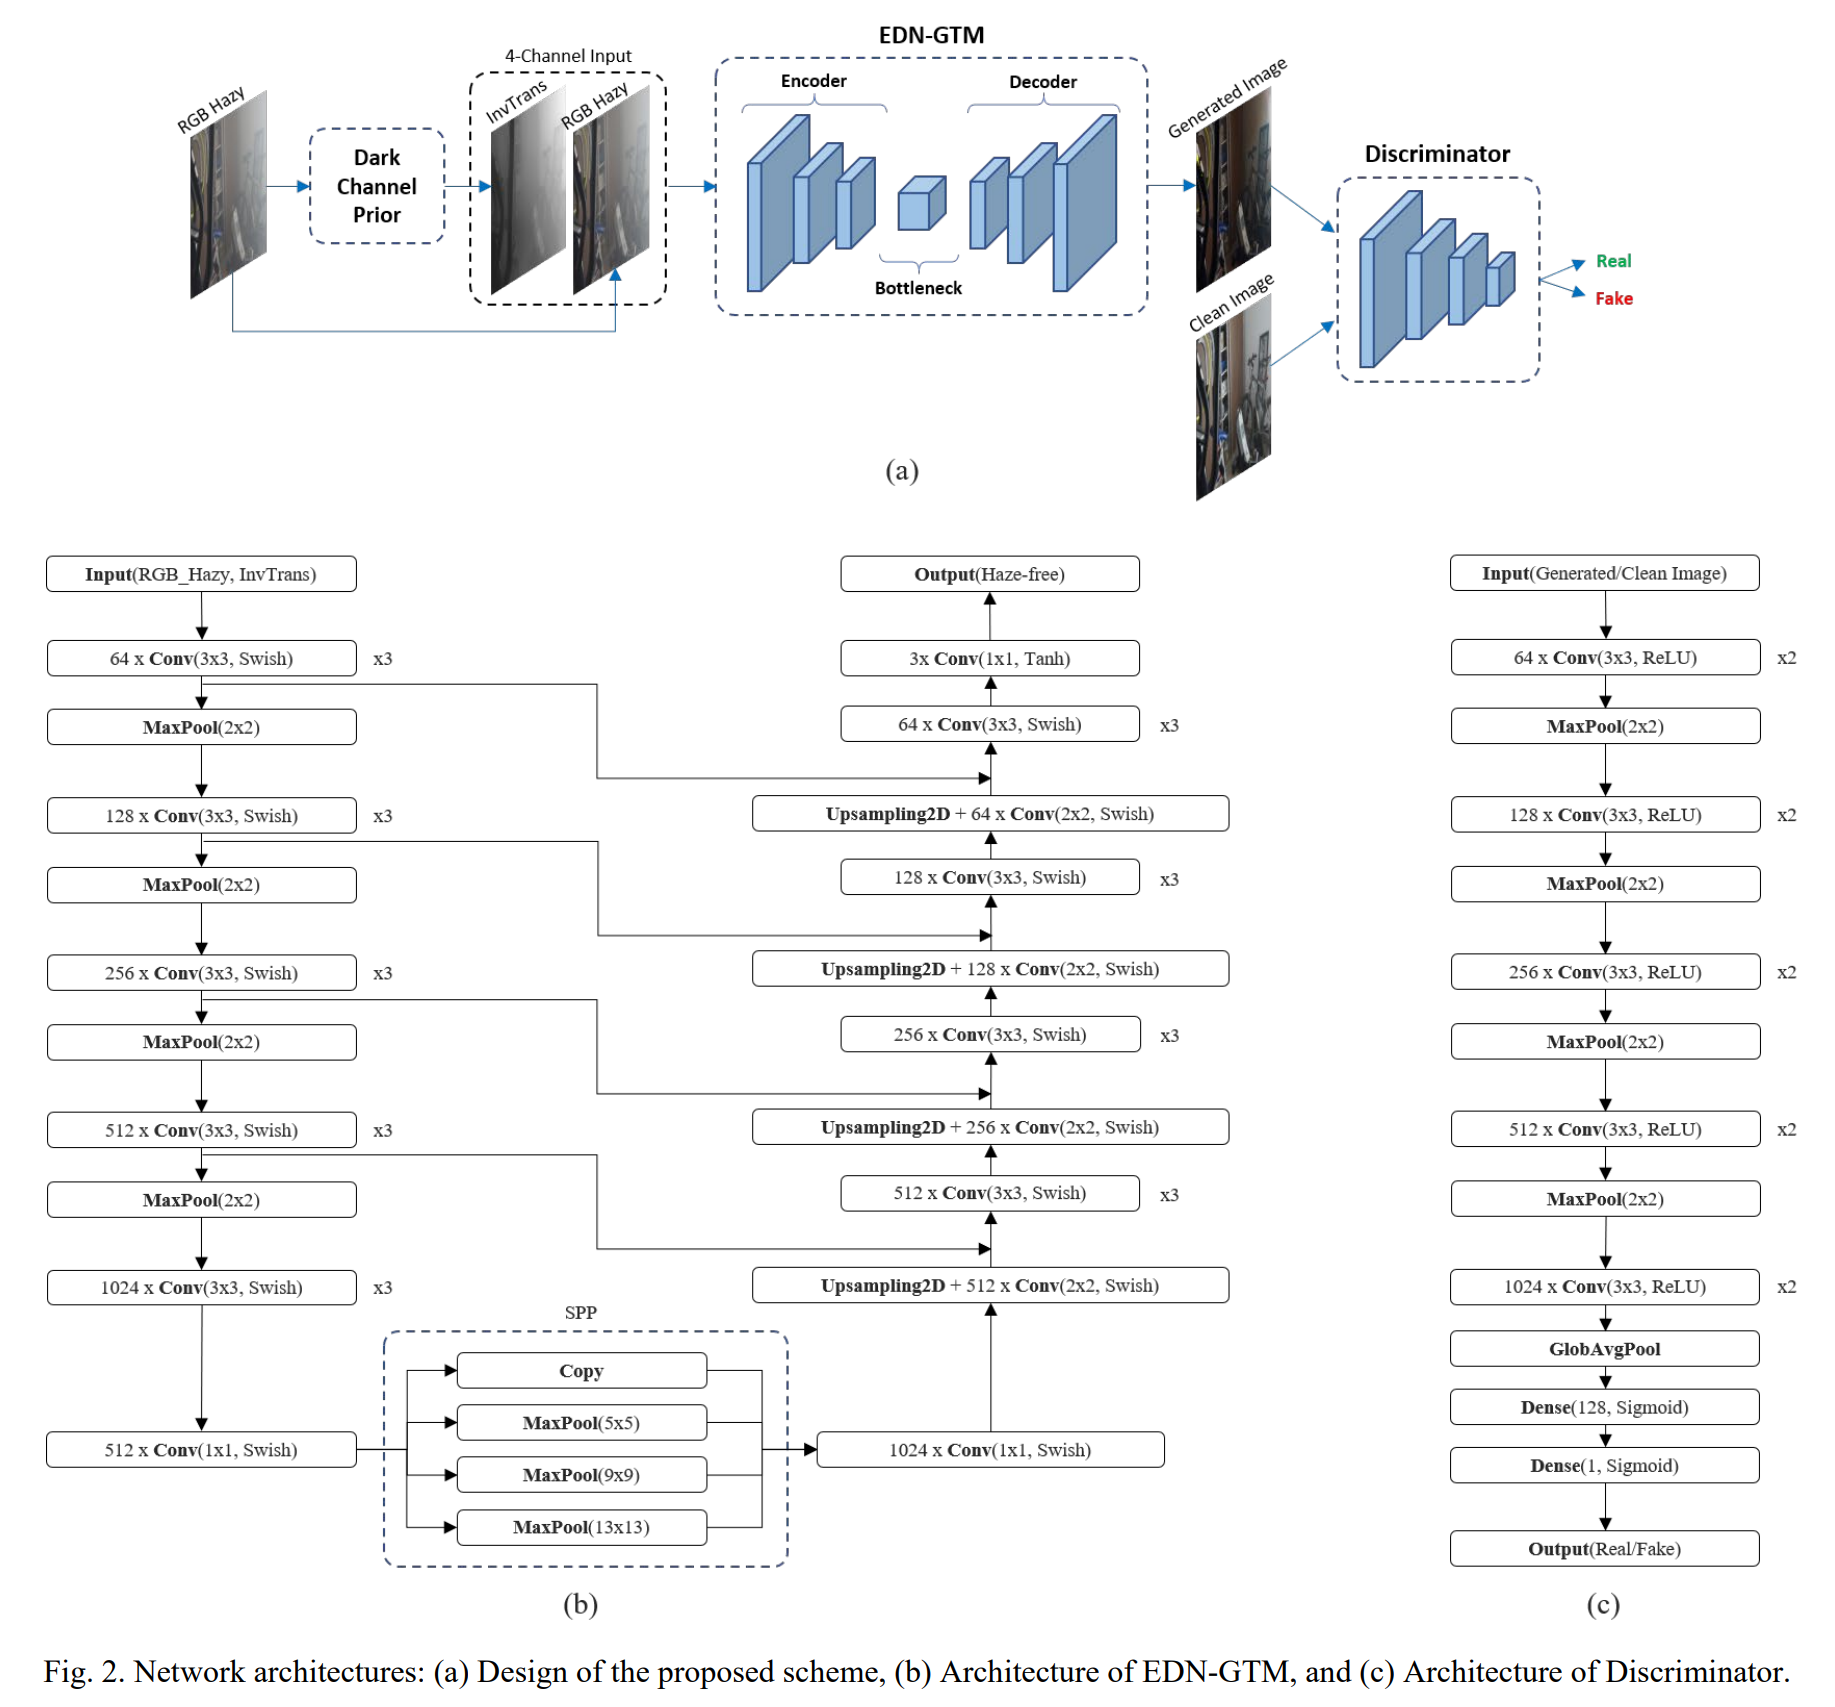 EDN-GTM
4-Channel Input
Encoder
Decoder
RGB Hazy
InvTrans
RGB Hazy
Generated Image
Dark
Channel
Prior
Discriminator
Bottleneck
Real
Fake
Clean Image
(a)
Input(RGB_Hazy, InvTrans)
64 x Conv(3x3, Swish) x3
MaxPool(2x2)
128 x Conv(3x3, Swish) x3
MaxPool(2x2)
256 x Conv(3x3, Swish) x3
MaxPool(2x2)
512 x Conv(3x3, Swish) x3
MaxPool(2x2)
1024 x Conv(3x3, Swish) x3
512 x Conv(1x1, Swish)
SPP
Copy
MaxPool(5x5)
MaxPool(9x9)
MaxPool(13x13)
1024 x Conv(1x1, Swish)
Output(Haze-free)
3x Conv(1x1, Tanh)
64 x Conv(3x3, Swish) x3
Upsampling2D + 64 x Conv(2x2, Swish)
128 x Conv(3x3, Swish) x3
Upsampling2D + 128 x Conv(2x2, Swish)
256 x Conv(3x3, Swish) x3
Upsampling2D + 256 x Conv(2x2, Swish)
512 x Conv(3x3, Swish) x3
Upsampling2D + 512 x Conv(2x2, Swish)
(b)
Input(Generated/Clean Image)
64 x Conv(3x3, ReLU) x2
MaxPool(2x2)
128 x Conv(3x3, ReLU) x2
MaxPool(2x2)
256 x Conv(3x3, ReLU) x2
MaxPool(2x2)
512 x Conv(3x3, ReLU) x2
MaxPool(2x2)
1024 x Conv(3x3, ReLU) x2
GlobAvgPool
Dense(128, Sigmoid)
Dense(1, Sigmoid)
Output(Real/Fake)
(c)
Fig. 2. Network architectures: (a) Design of the proposed scheme, (b) Architecture of EDN-GTM, and (c) Architecture of Discriminator.